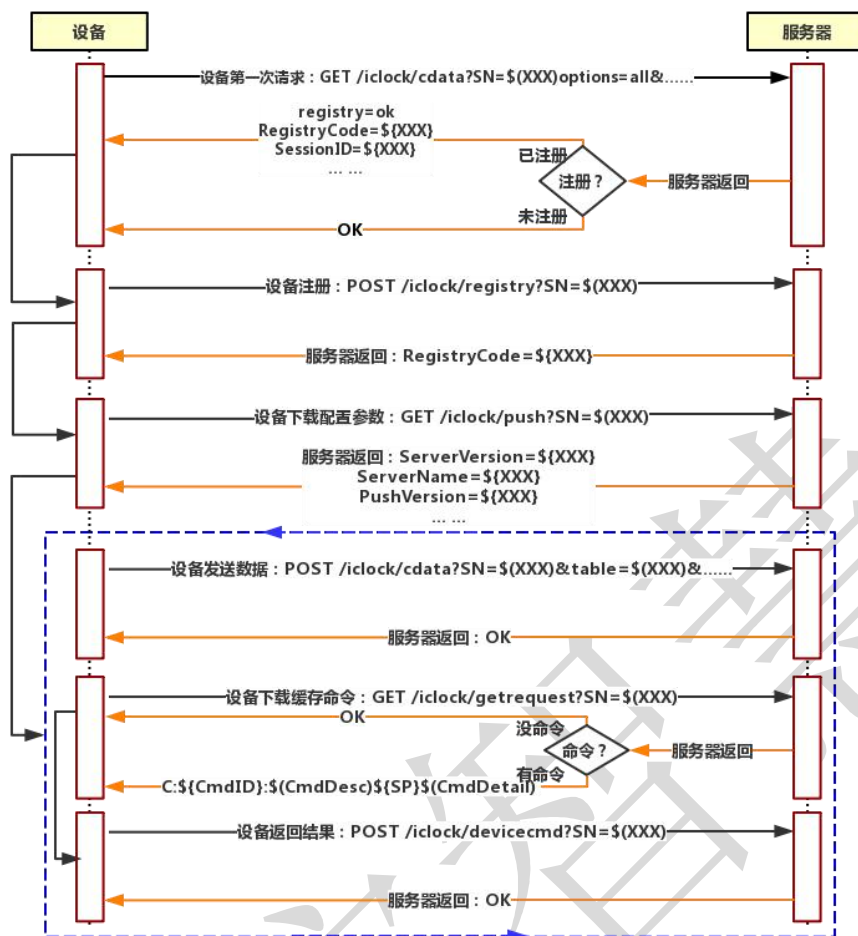 设备
服务器
设备第一次请求：GET /iclock/cdata?SN=$(XXX)options=all&……
registry=ok
RegistryCode=${XXX}
SessionID=${XXX}
… …
已注册
注册？
服务器返回
未注册
OK
设备注册：POST /iclock/registry?SN=$(XXX)
服务器返回：RegistryCode=${XXX}
设备下载配置参数：GET /iclock/push?SN=$(XXX)
服务器返回：ServerVersion=${XXX}
ServerName=${XXX}
PushVersion=${XXX}
… …
设备发送数据：POST /iclock/cdata?SN=$(XXX)&table=$(XXX)&……
服务器返回：OK
设备下载缓存命令：GET /iclock/getrequest?SN=$(XXX)
OK
没命令
命令？
服务器返回
有命令
C:${CmdID}:$(CmdDesc)${SP}$(CmdDetail)
设备返回结果：POST /iclock/devicecmd?SN=$(XXX)
服务器返回：OK